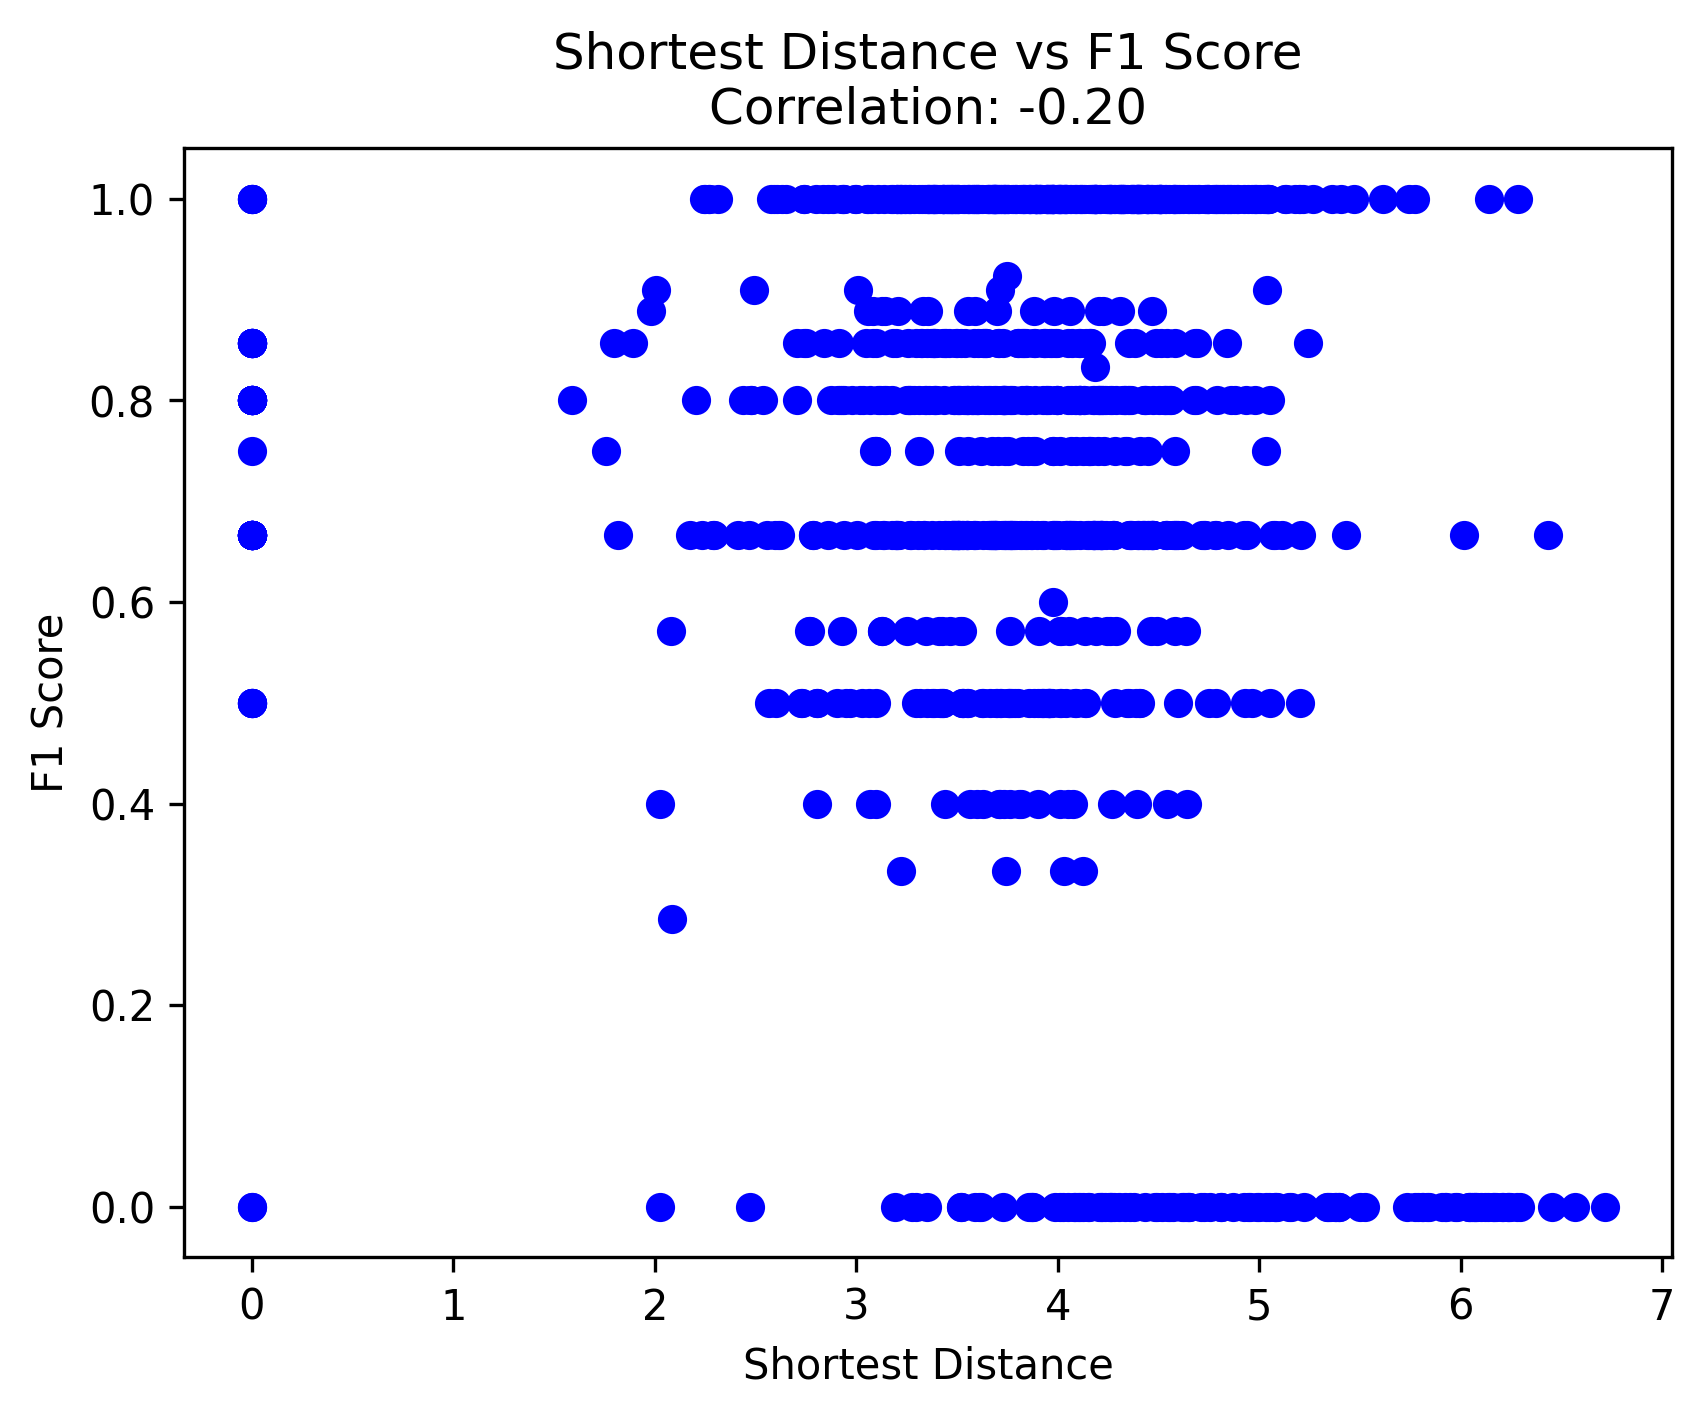 Shortest Distance vs F1 Score
Correlation: -0.20
1.0
0.8
0.6
0.4
0.2
0.0
F1 Score
0 1 2 3 4 5 6 7
Shortest Distance